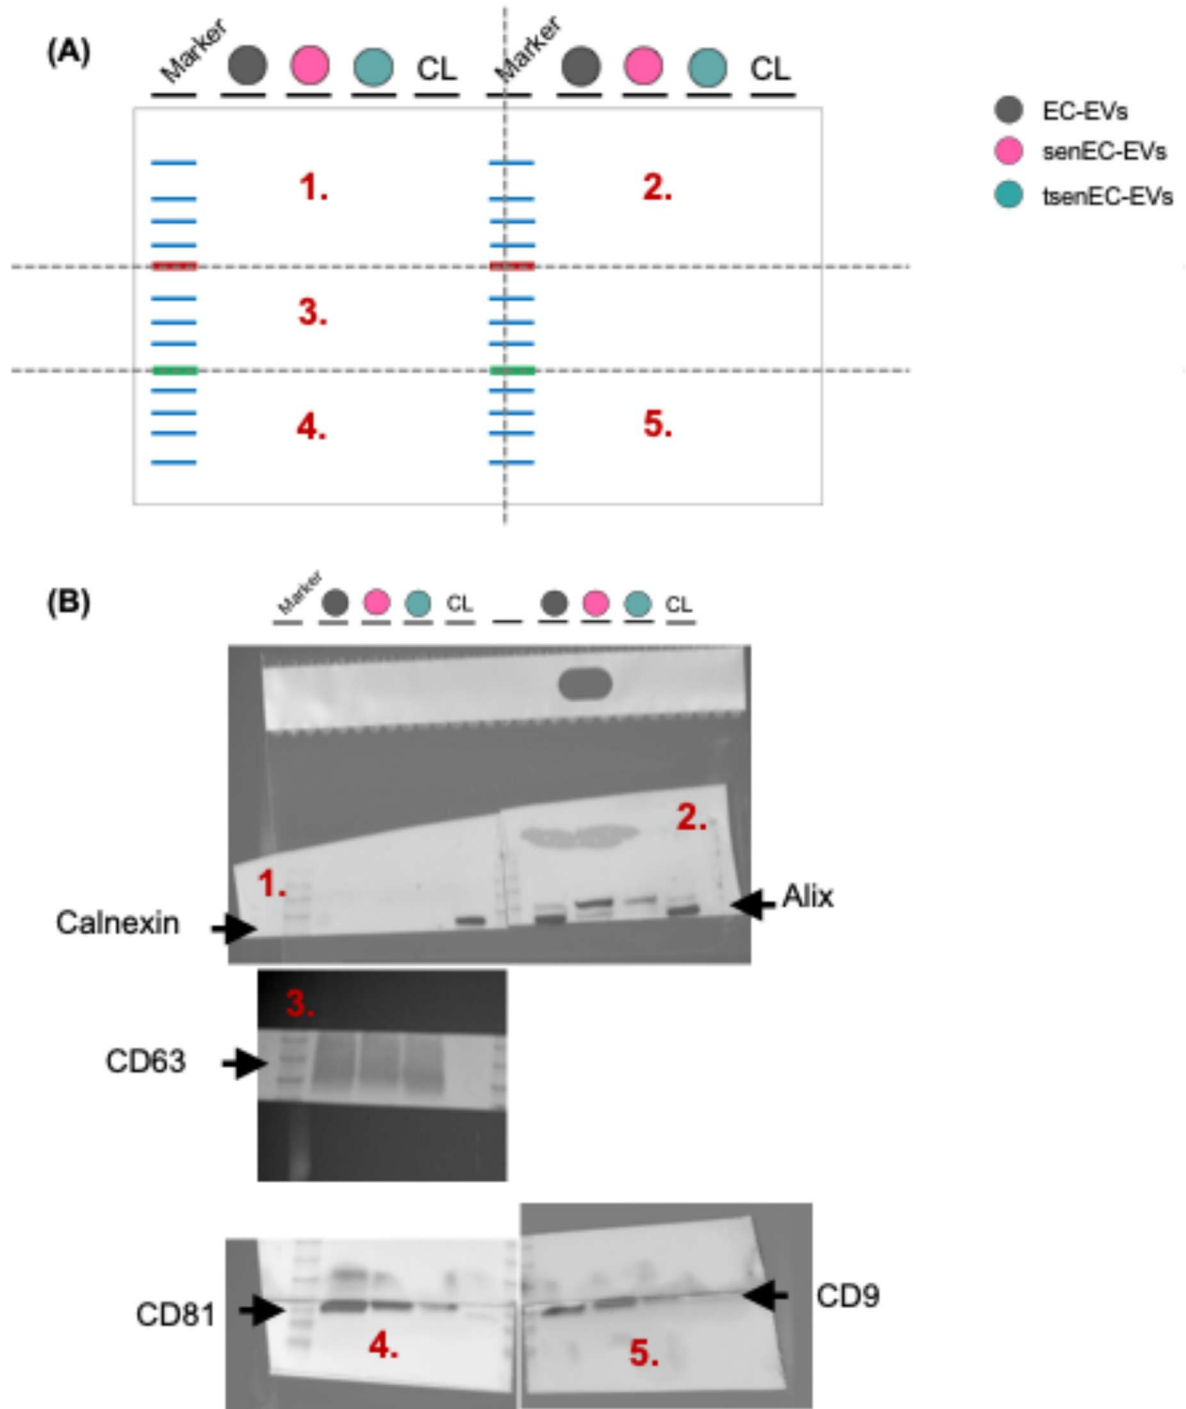 (A)
Marker CL Marker CL
EC-EVs
senEC-EVs
tsenEC-EVs
1. 2.
3.
4. 5.
(B)
Marker CL CL
2.
1.
Alix
Calnexin
3.
CD63
CD9
CD81
4. 5.